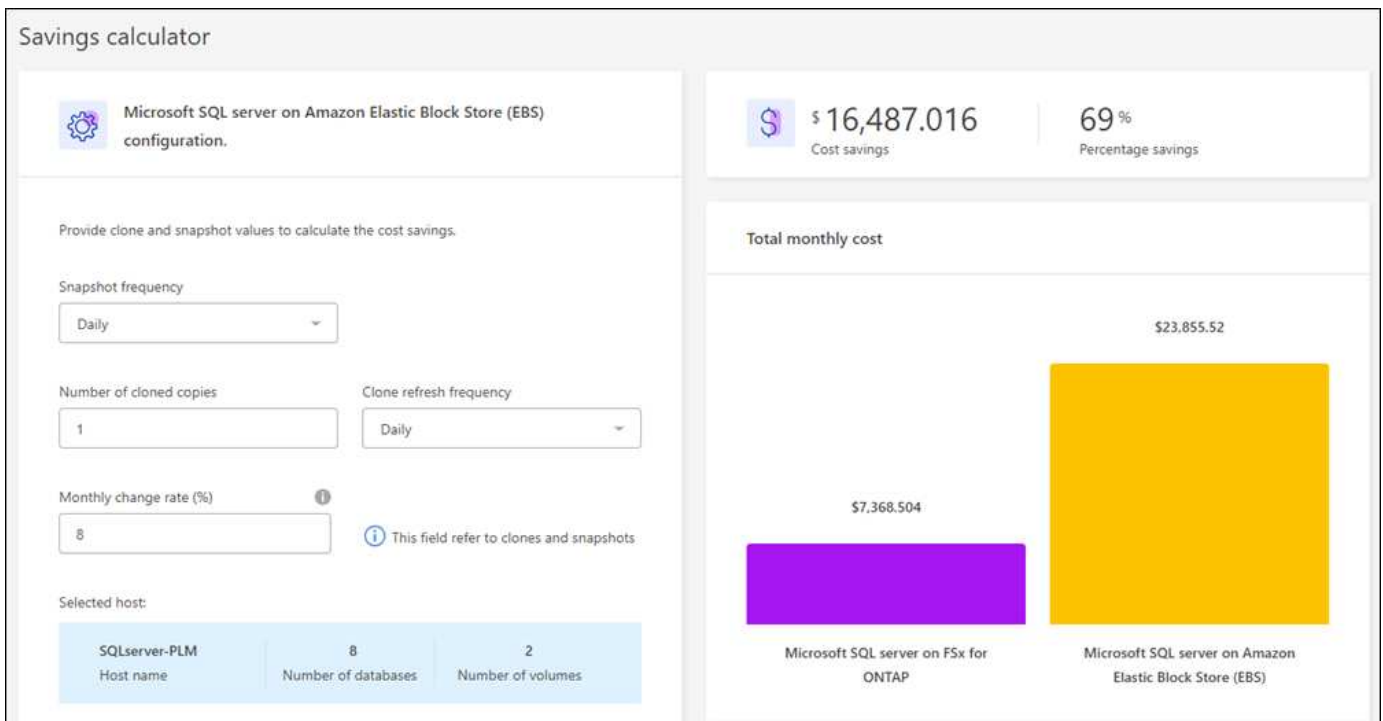 Savings calculator
Microsoft SQL server on Amazon Elastic Block Store (EBS)
configuration.
Provide clone and snapshot values to calculate the cost savings.
Snapshot frequency
Daily
Number of cloned copies
1
Clone refresh frequency
Daily
Monthly change rate (%)
8
This field refer to clones and snapshots
Selected host:
SQLserver-PLM
Host name
8
Number of databases
2
Number of volumes
$ 16,487.016
Cost savings
69 %
Percentage savings
Total monthly cost
$7,368.504
$23,855.52
Microsoft SQL server on FSx for
ONTAP
Microsoft SQL server on Amazon
Elastic Block Store (EBS)